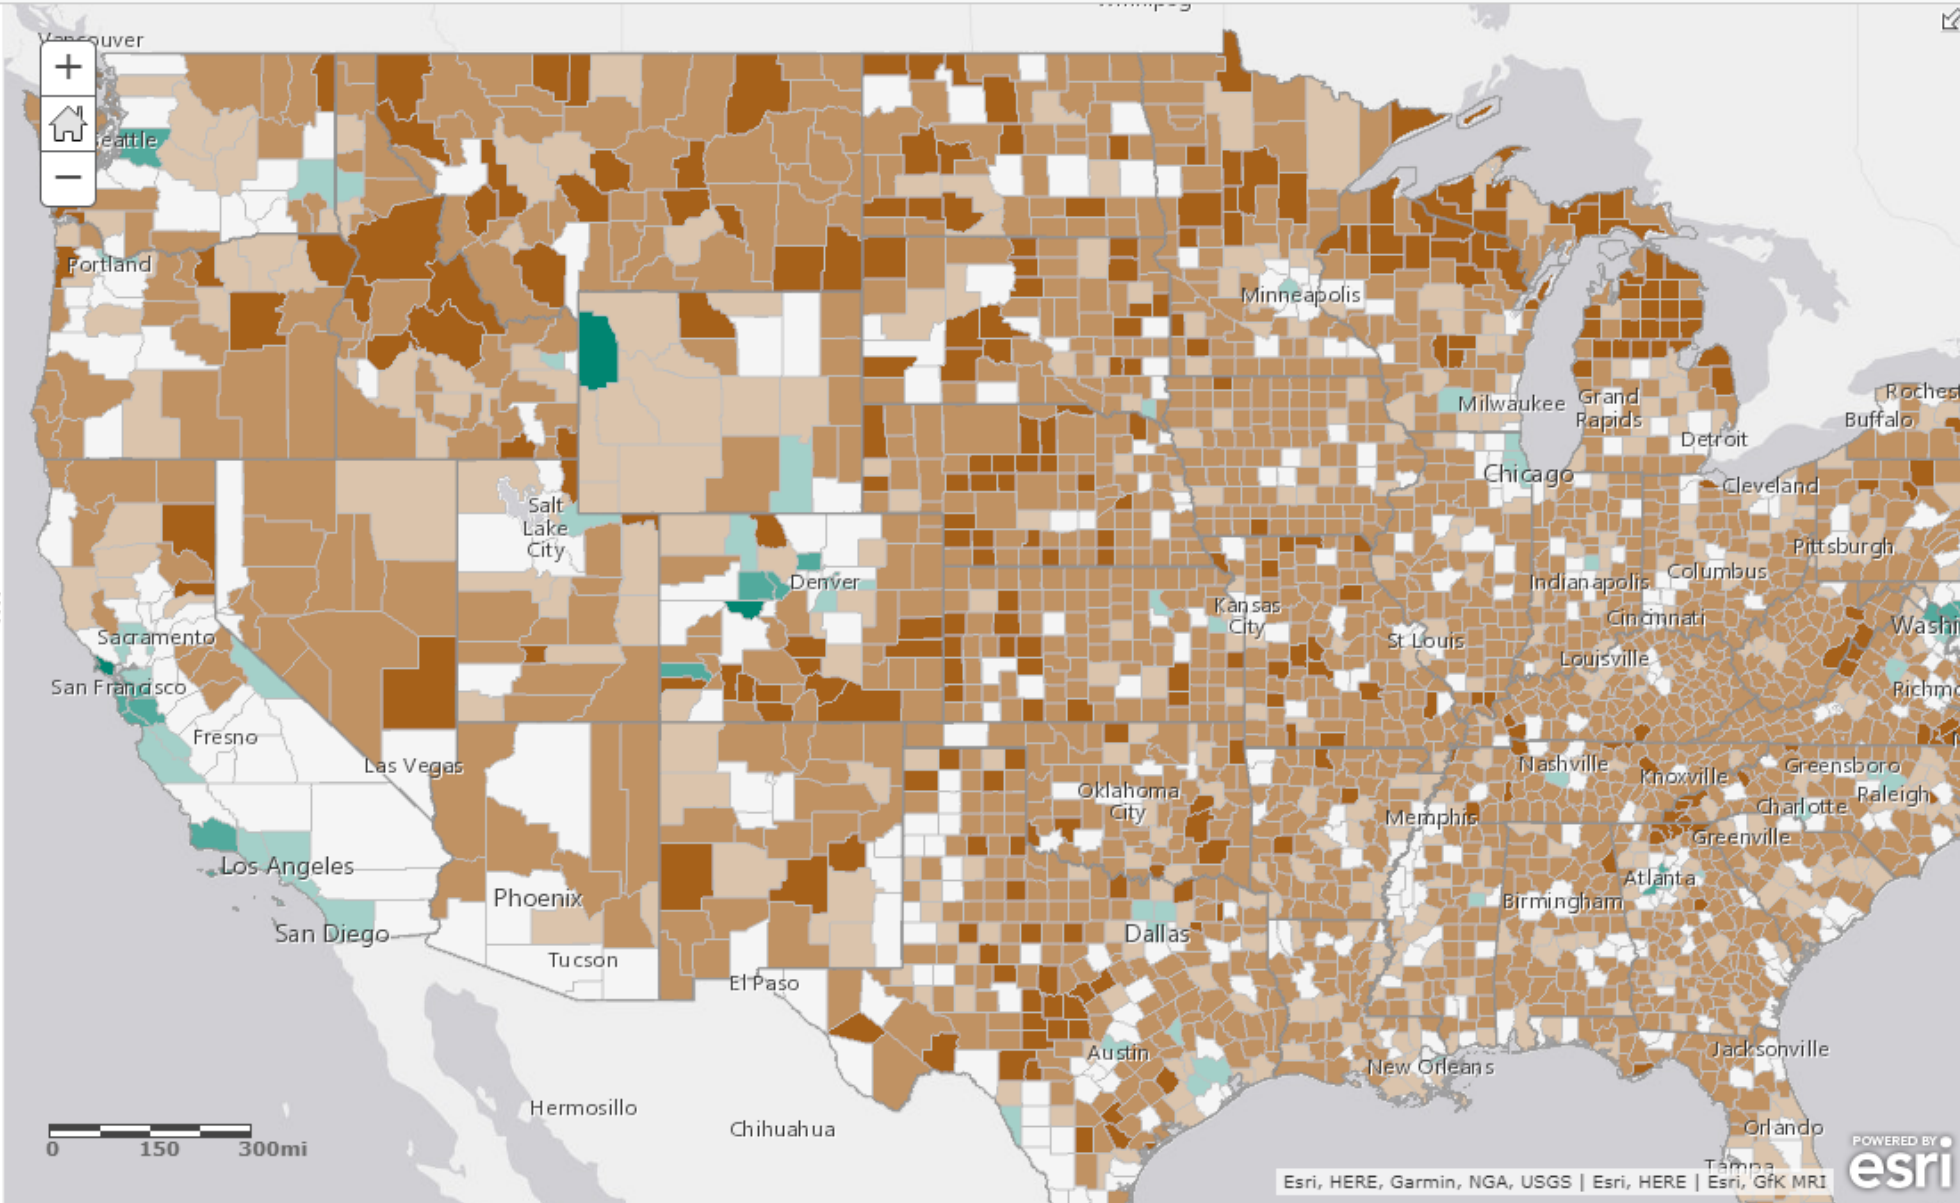 Vancouver
+
−
Seattle
Portland
Minneapolis
Milwaukee
Grand
Rapids
Detroit
Buffalo
Chicago
Cleveland
Salt
Lake
City
Pittsburgh
Denver
Indianapolis
Columbus
Kansas
City
Cincinnati
Sacramento
St Louis
Louisville
San Francisco
Fresno
Las Vegas
Nashville
Knoxville
Greensboro
Oklahoma
City
Memphis
Charlotte
Raleigh
Greenville
Los Angeles
Phoenix
Atlanta
Birmingham
San Diego
Dallas
Tucson
El Paso
Austin
New Orleans
Jacksonville
Hermosillo
Chihuahua
Orlando
Tampa
0 150 300mi
POWERED BY
esri
Esri, HERE, Garmin, NGA, USGS | Esri, HERE | Esri, GfK MRI